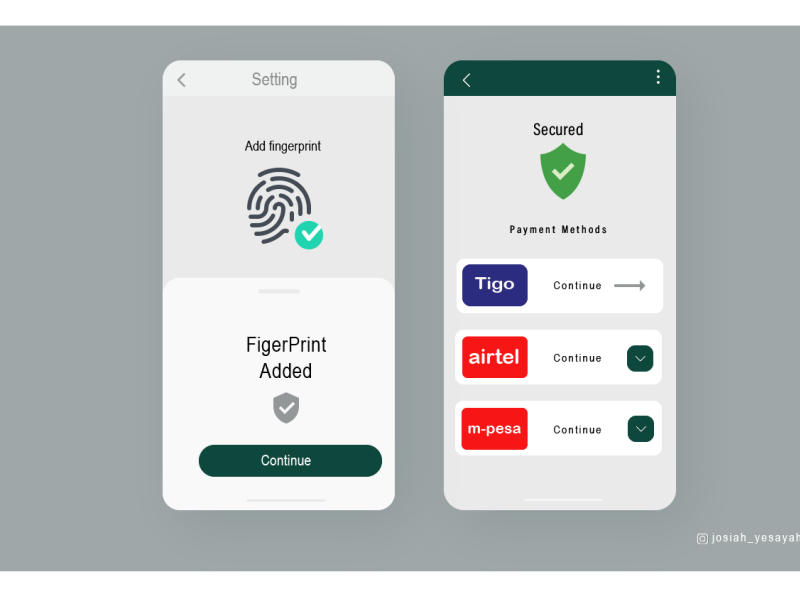 Setting
Add fingerprint
FigerPrint
Added
Continue
Secured
Payment Methods
Tigo
Continue
airtel
Continue
m-pesa
Continue
josiah_yesayah